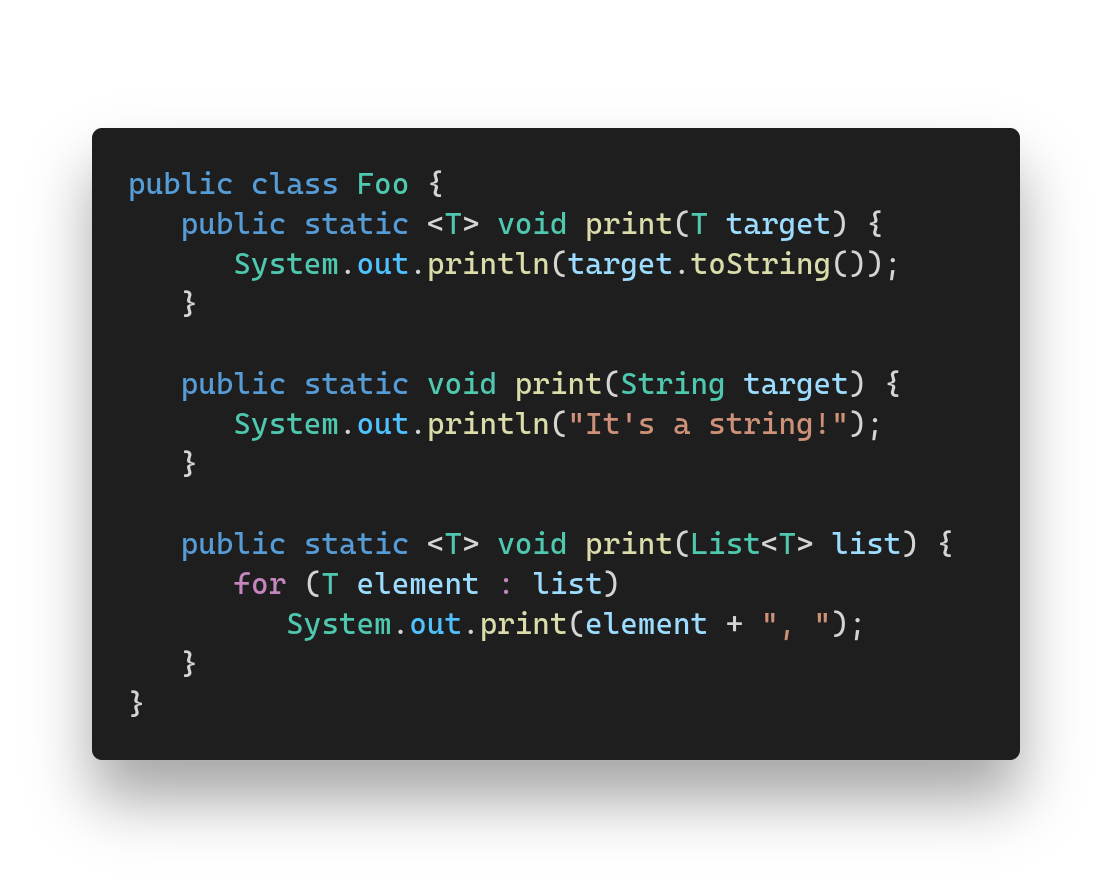 public class Foo {
   public static <T> void print(T target) {
      System.out.println(target.toString());
   }

   public static void print(String target) {
      System.out.println("It's a string!");
   }

   public static <T> void print(List<T> list) {
      for (T element : list)
         System.out.print(element + ", ");
   }
}